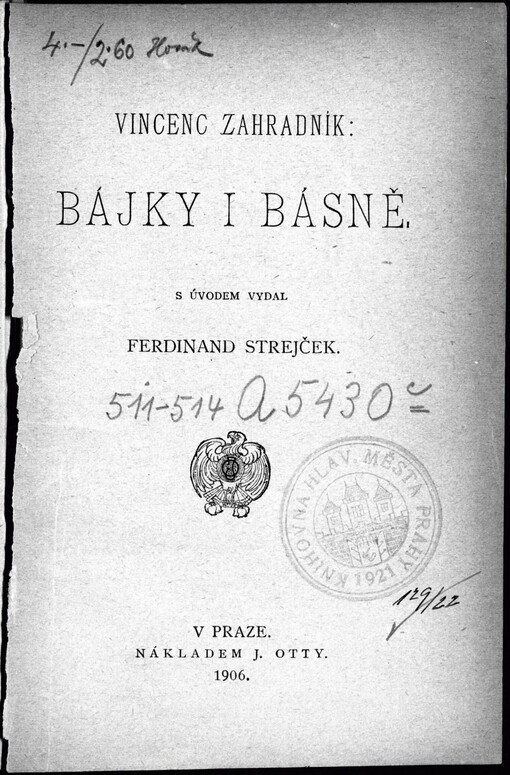 4.-/2.60
VINCENC ZAHRADNÍK:
BÁJKY I BÁSNĚ.
S ÚVODEM VYDAL
FERDINAND STREJČEK.
511-514 A 5430
KNIHOVNA HLAV. MĚSTA PRAHY
1921
129/22
V PRAZE.
NÁKLADEM J. OTTY.
1906.